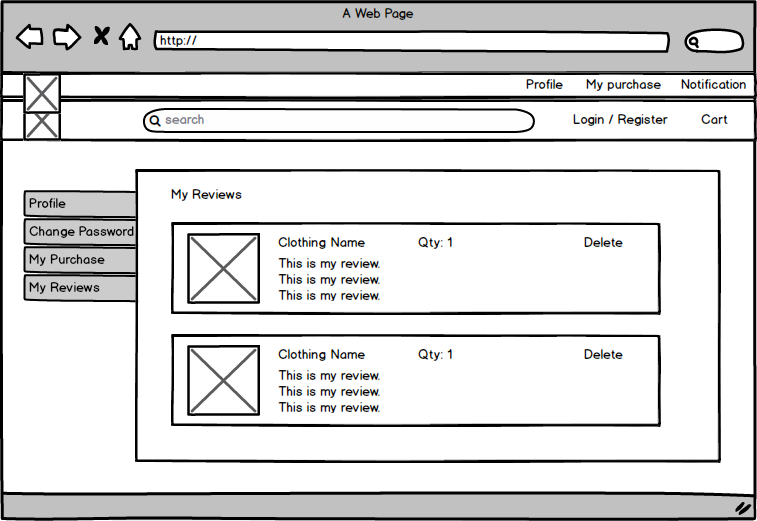 A Web Page
http://
Profile My purchase Notification
search Login / Register Cart
Profile
Change Password
My Purchase
My Reviews
My Reviews
Clothing Name Qty: 1 Delete
This is my review.
This is my review.
This is my review.
Clothing Name Qty: 1 Delete
This is my review.
This is my review.
This is my review.